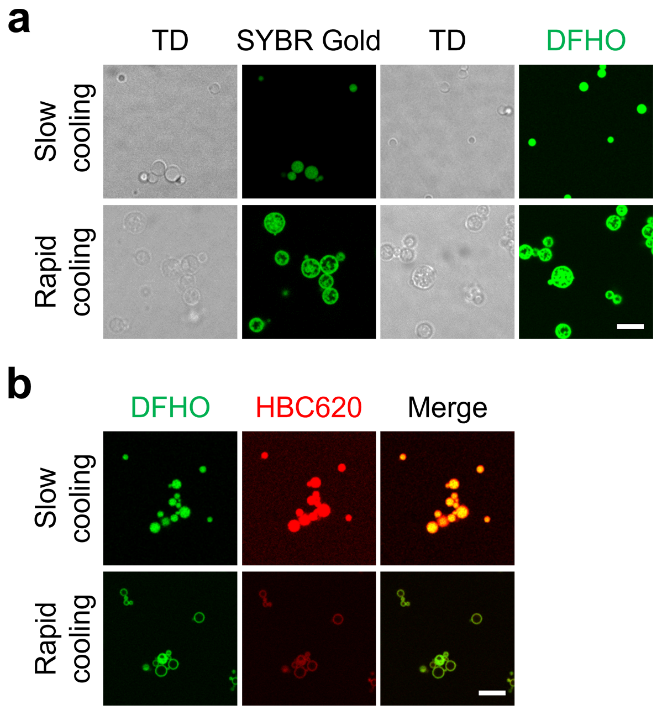 a
TD SYBR Gold TD DFHO
Slow
cooling
Rapid
cooling
b
DFHO HBC620 Merge
Slow
cooling
Rapid
cooling